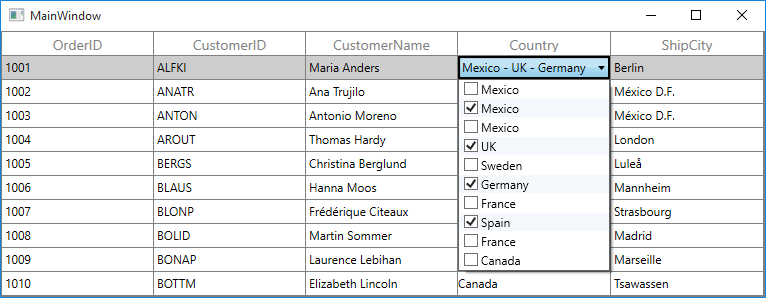 MainWindow
OrderID CustomerID CustomerName Country ShipCity
1001 ALFKI Maria Anders Mexico - UK - Germany Berlin
Mexico
1002 ANATR Ana Trujilo Mexico México D.F.
1003 ANTON Antonio Moreno Mexico México D.F.
1004 AROUT Thomas Hardy UK London
1005 BERGS Christina Berglund Sweden Luleå
1006 BLAUS Hanna Moos Germany Mannheim
1007 BLONP Frédérique Citeaux France Strasbourg
1008 BOLID Martin Sommer Spain Madrid
France
1009 BONAP Laurence Lebihan Canada Marseille
1010 BOTTM Elizabeth Lincoln Canada Tsawassen